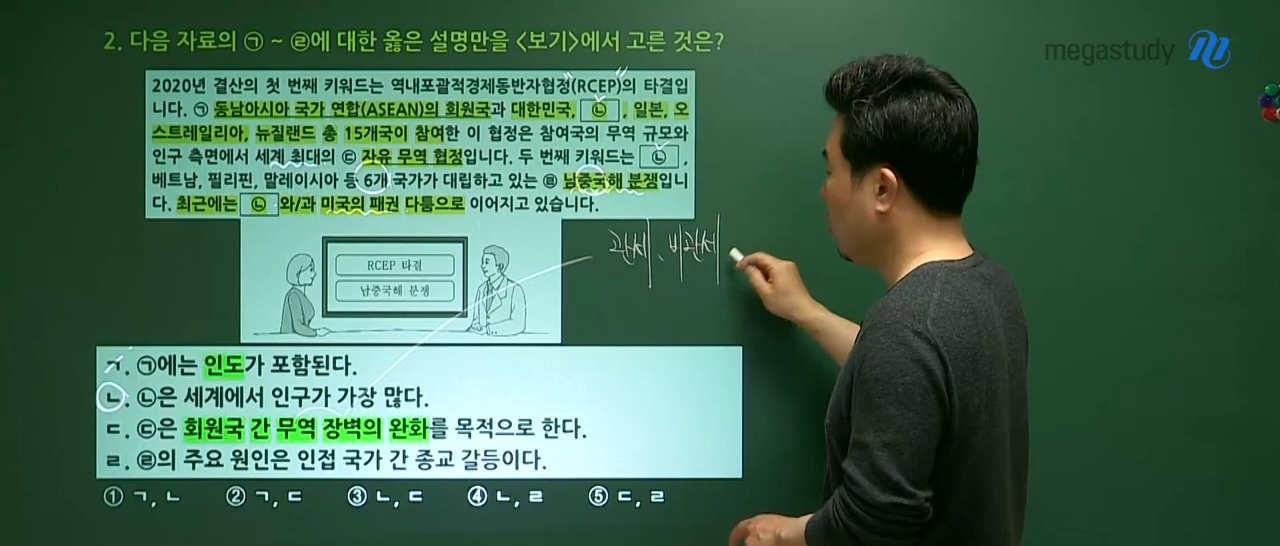 2. 다음 자료의 ㉠ ~ ㉣에 대한 옳은 설명만을 <보기>에서 고른 것은?
megastudy
2020년 결산의 첫 번째 키워드는 역내포괄적경제동반자협정(RCEP)의 타결입
니다. ㉠ 동남아시아 국가 연합(ASEAN)의 회원국과 대한민국, ㉡ , 일본, 오
스트레일리아, 뉴질랜드 총 15개국이 참여한 이 협정은 참여국의 무역 규모와
인구 측면에서 세계 최대의 ㉢ 자유 무역 협정입니다. 두 번째 키워드는 ㉡ ,
베트남, 필리핀, 말레이시아 등 6개 국가가 대립하고 있는 ㉣ 남중국해 분쟁입니
다. 최근에는 ㉡ 와/과 미국의 패권 다툼으로 이어지고 있습니다.
관세, 비관세
RCEP 타결
남중국해 분쟁
ㄱ. ㉠에는 인도가 포함된다.
ㄴ. ㉡은 세계에서 인구가 가장 많다.
ㄷ. ㉢은 회원국 간 무역 장벽의 완화를 목적으로 한다.
ㄹ. ㉣의 주요 원인은 인접 국가 간 종교 갈등이다.
① ㄱ, ㄴ ② ㄱ, ㄷ ③ ㄴ, ㄷ ④ ㄴ, ㄹ ⑤ ㄷ, ㄹ